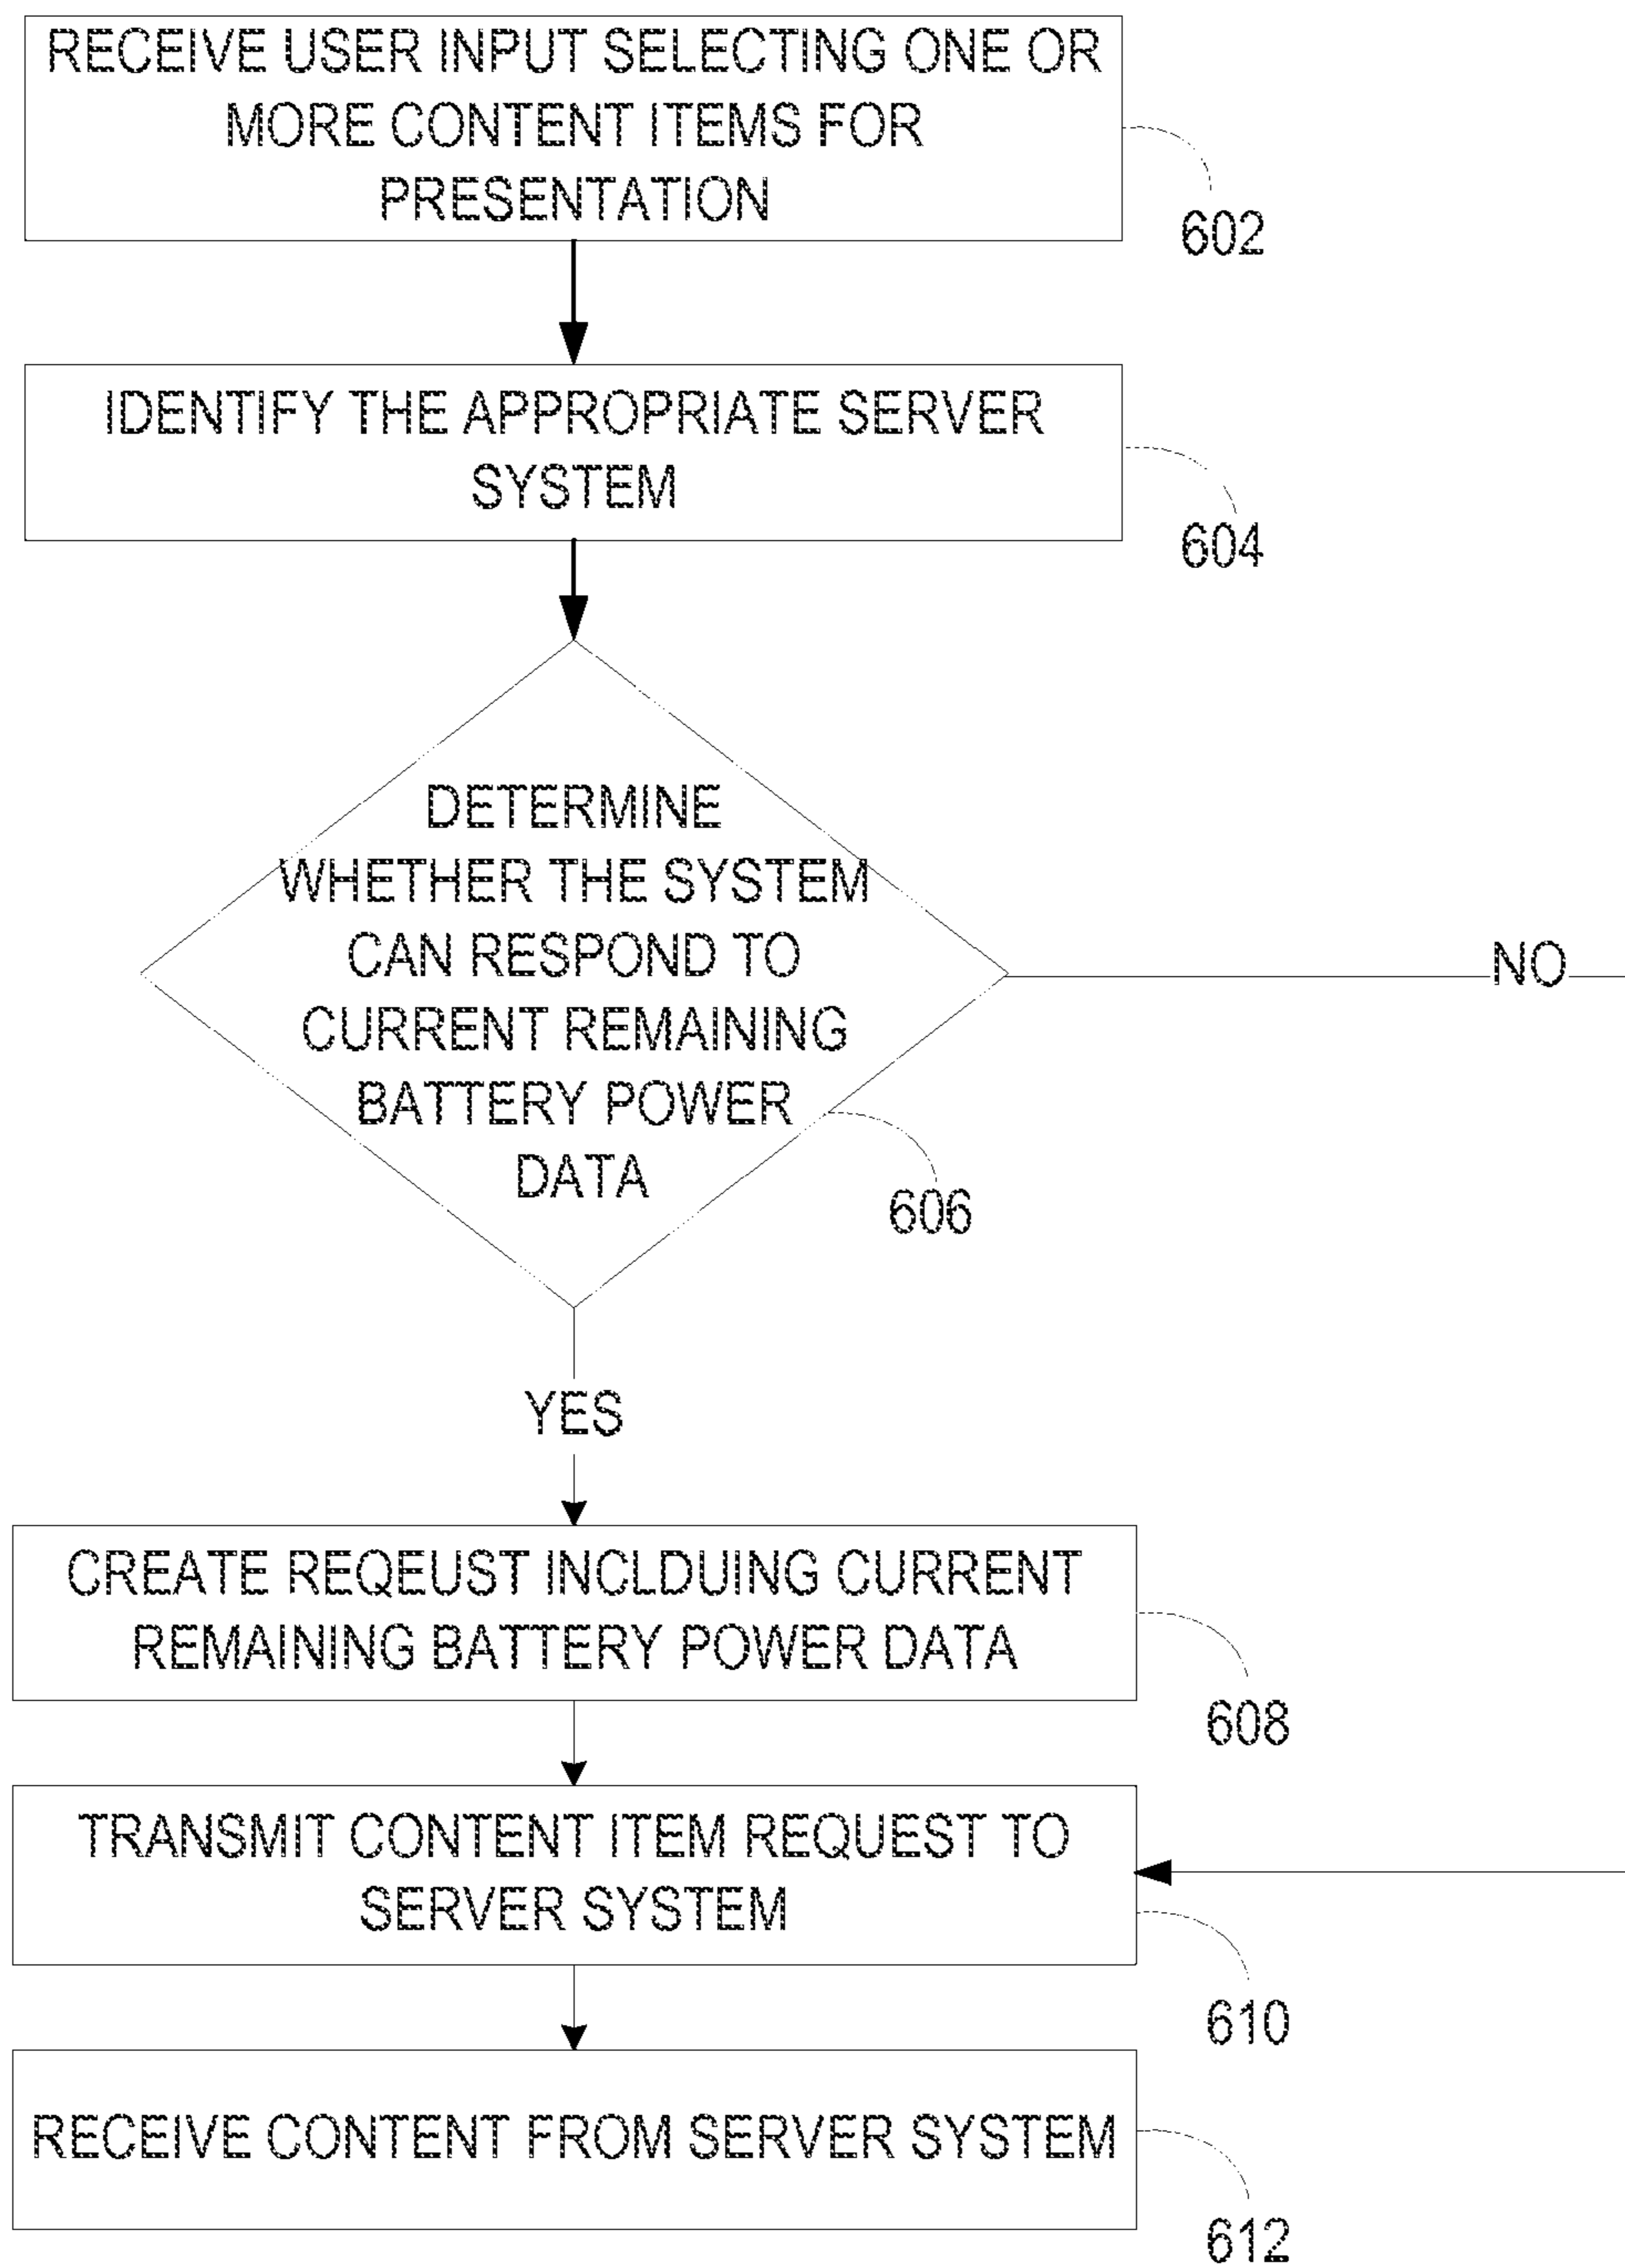 RECEIVE USER INPUT SELECTING ONE OR
MORE CONTENT ITEMS FOR
PRESENTATION
602
IDENTIFY THE APPROPRIATE SERVER
SYSTEM
604
DETERMINE
WHETHER THE SYSTEM
CAN RESPOND TO
CURRENT REMAINING
BATTERY POWER
DATA
606
NO
YES
CREATE REQEUST INCLDUING CURRENT
REMAINING BATTERY POWER DATA
608
TRANSMIT CONTENT ITEM REQUEST TO
SERVER SYSTEM
610
RECEIVE CONTENT FROM SERVER SYSTEM
612